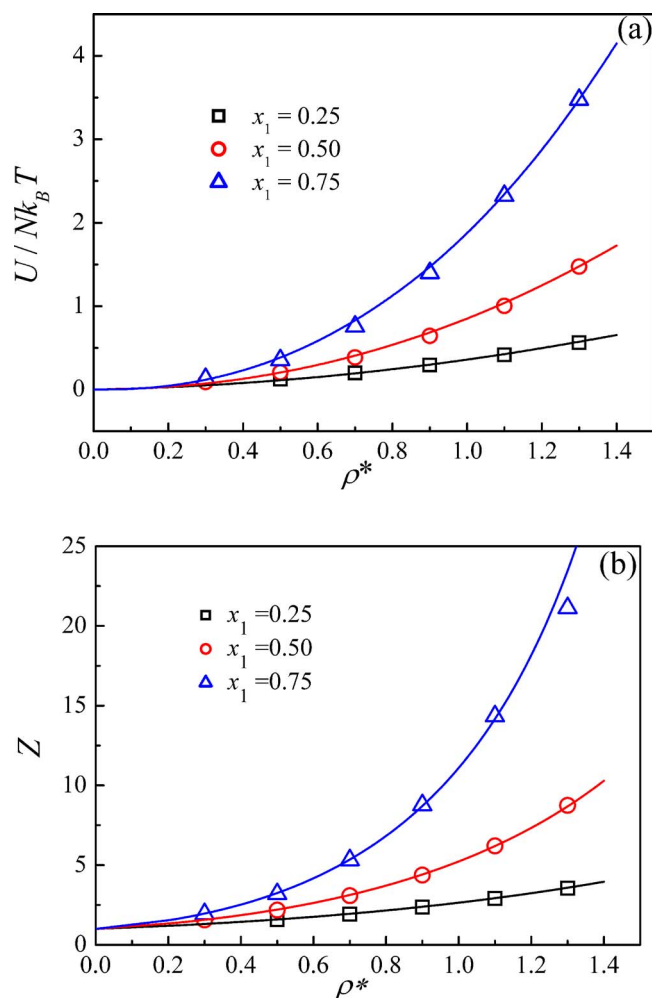 (a)
4
3
2
1
0
U / Nk_B T
x_1 = 0.25
x_1 = 0.50
x_1 = 0.75
0.0 0.2 0.4 0.6 0.8 1.0 1.2 1.4
ρ*
(b)
25
20
15
10
5
0
Z
x_1 =0.25
x_1 =0.50
x_1 =0.75
0.0 0.2 0.4 0.6 0.8 1.0 1.2 1.4
ρ*